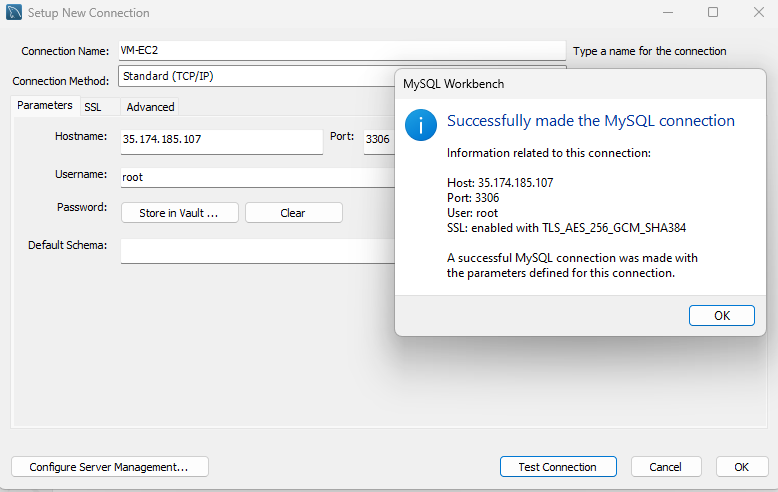 Setup New Connection
Connection Name: VM-EC2 Type a name for the connection
Connection Method: Standard (TCP/IP)
Parameters SSL Advanced
Hostname: 35.174.185.107 Port: 3306
Username: root
Password: Store in Vault ... Clear
Default Schema:
MySQL Workbench
Successfully made the MySQL connection
Information related to this connection:
Host: 35.174.185.107
Port: 3306
User: root
SSL: enabled with TLS_AES_256_GCM_SHA384
A successful MySQL connection was made with
the parameters defined for this connection.
OK
Configure Server Management... Test Connection Cancel OK